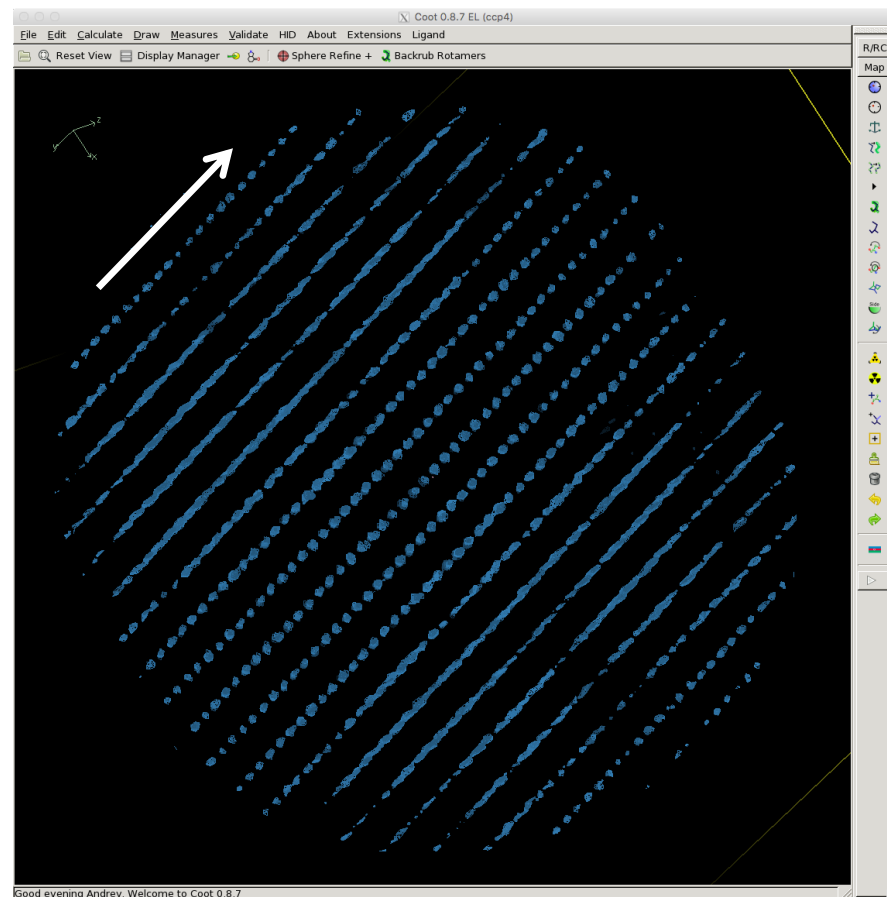 Coot 0.8.7 EL (ccp4)
File Edit Calculate Draw Measures Validate HID About Extensions Ligand
Reset View Display Manager Sphere Refine + Backrub Rotamers
R/RC
Map
z
y
x
Side
Good evening Andrey. Welcome to Coot 0.8.7